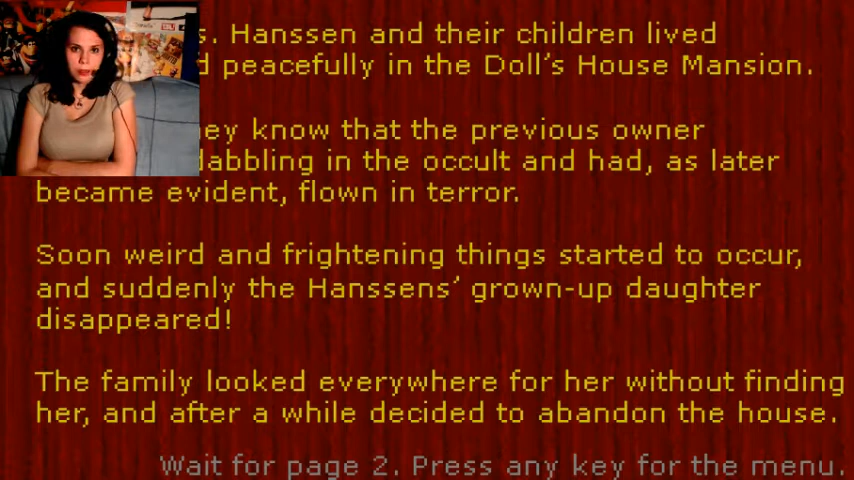 s. Hanssen and their children lived
peacefully in the Doll's House Mansion.
ey know that the previous owner
dabbling in the occult and had, as later
became evident, flown in terror.
Soon weird and frightening things started to occur,
and suddenly the Hanssens' grown-up daughter
disappeared!
The family looked everywhere for her without finding
her, and after a while decided to abandon the house.
Wait for page 2. Press any key for the menu.